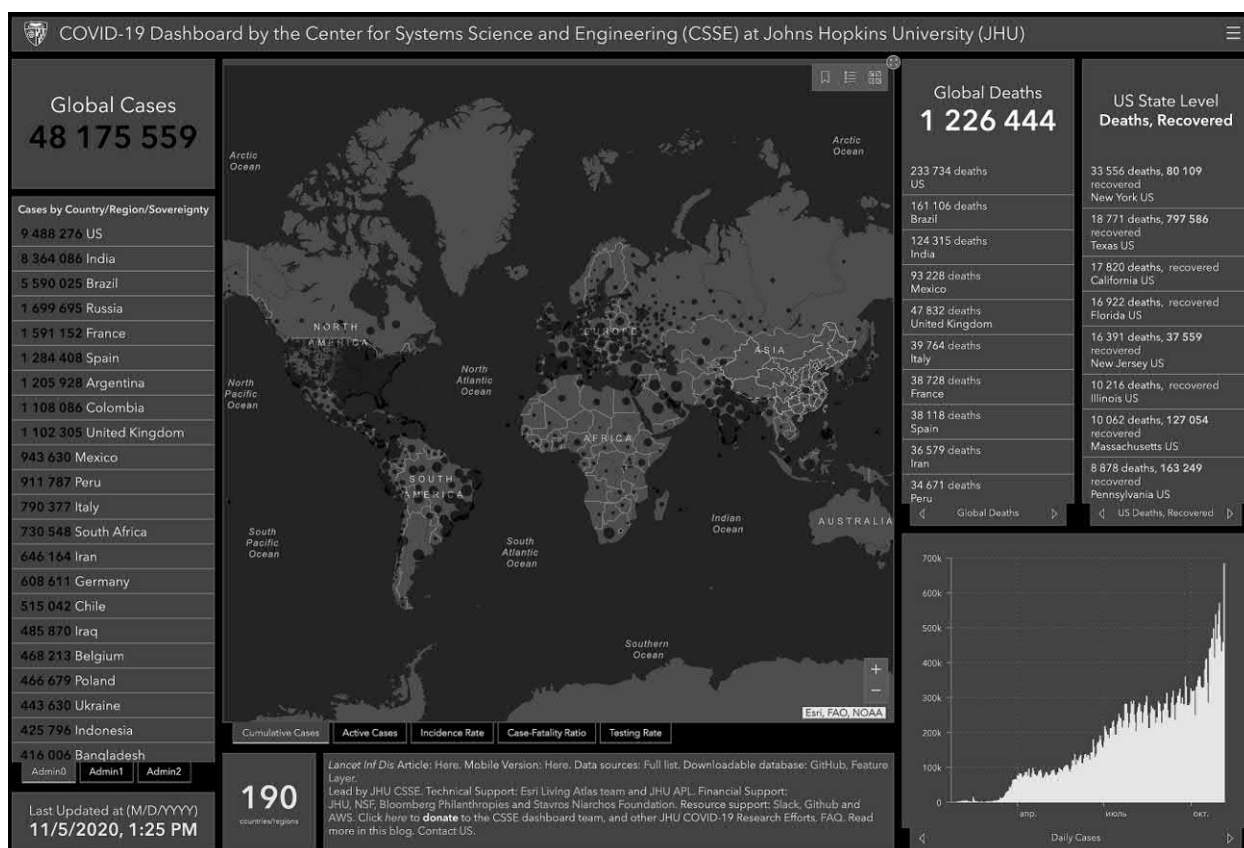 COVID-19 Dashboard by the Center for Systems Science and Engineering (CSSE) at Johns Hopkins University (JHU)
Global Cases
48 175 559
Cases by Country/Region/Sovereignty
9 488 276 US
8 364 086 India
5 590 025 Brazil
1 699 695 Russia
1 591 152 France
1 284 408 Spain
1 205 928 Argentina
1 108 086 Colombia
1 102 305 United Kingdom
943 630 Mexico
911 787 Peru
790 377 Italy
730 548 South Africa
646 164 Iran
608 611 Germany
515 042 Chile
485 870 Iraq
468 213 Belgium
466 679 Poland
443 630 Ukraine
425 796 Indonesia
416 006 Bangladesh
Admin0 Admin1 Admin2
Last Updated at (M/D/YYYY)
11/5/2020, 1:25 PM
Arctic
Ocean
Arctic
Ocean
NORTH
AMERICA
EUROPE
ASIA
North
Pacific
Ocean
North
Atlantic
Ocean
AFRICA
SOUTH
AMERICA
Indian
Ocean
AUSTRALIA
South
Pacific
Ocean
South
Atlantic
Ocean
Southern
Ocean
+
−
Esri, FAO, NOAA
Cumulative Cases Active Cases Incidence Rate Case-Fatality Ratio Testing Rate
190
countries/regions
Lancet Inf Dis Article: Here. Mobile Version: Here. Data sources: Full list. Downloadable database: GitHub, Feature
Layer.
Lead by JHU CSSE. Technical Support: Esri Living Atlas team and JHU APL. Financial Support:
JHU, NSF, Bloomberg Philanthropies and Stavros Niarchos Foundation. Resource support: Slack, Github and
AWS. Click here to donate to the CSSE dashboard team, and other JHU COVID-19 Research Efforts. FAQ. Read
more in this blog. Contact US.
Global Deaths
1 226 444
233 734 deaths
US
161 106 deaths
Brazil
124 315 deaths
India
93 228 deaths
Mexico
47 832 deaths
United Kingdom
39 764 deaths
Italy
38 728 deaths
France
38 118 deaths
Spain
36 579 deaths
Iran
34 671 deaths
Peru
Global Deaths
US State Level
Deaths, Recovered
33 556 deaths, 80 109
recovered
New York US
18 771 deaths, 797 586
recovered
Texas US
17 820 deaths, recovered
California US
16 922 deaths, recovered
Florida US
16 391 deaths, 37 559
recovered
New Jersey US
10 216 deaths, recovered
Illinois US
10 062 deaths, 127 054
recovered
Massachusetts US
8 878 deaths, 163 249
recovered
Pennsylvania US
US Deaths, Recovered
700k
600k
500k
400k
300k
200k
100k
0
апр. июль окт.
Daily Cases